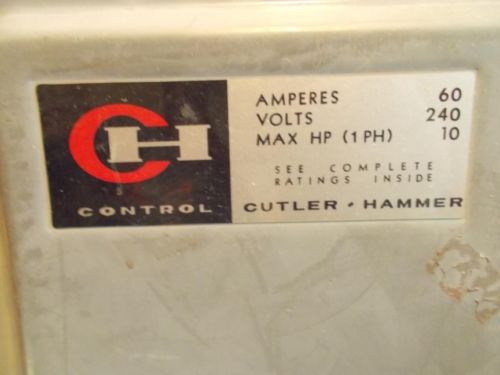 CH
CONTROL
AMPERES 60
VOLTS 240
MAX HP (1 PH) 10
SEE COMPLETE
RATINGS INSIDE
CUTLER · HAMMER